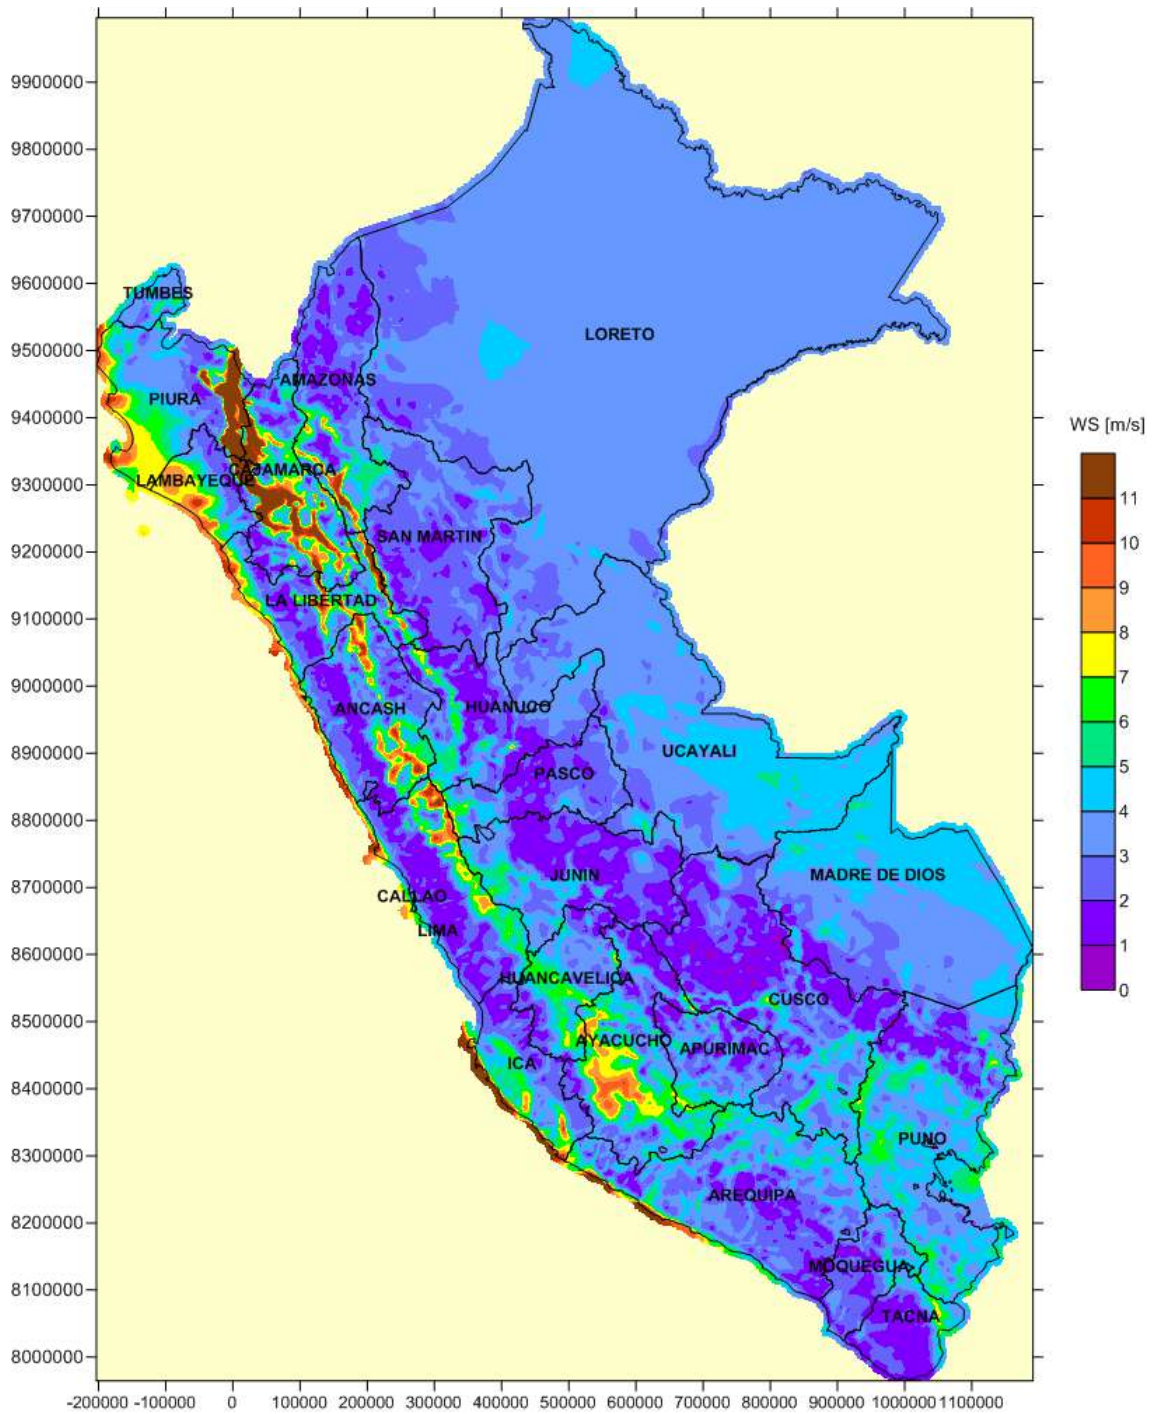 9900000
9800000
9700000
9600000
9500000
9400000
9300000
9200000
9100000
9000000
8900000
8800000
8700000
8600000
8500000
8400000
8300000
8200000
8100000
8000000
TUMBES
LORETO
AMAZONAS
PIURA
CAJAMARCA
LAMBAYEQUE
SAN MARTIN
LA LIBERTAD
ANCASH
HUANUCO
UCAYALI
PASCO
JUNIN
MADRE DE DIOS
CALLAO
LIMA
HUANCAVELICA
CUSCO
AYACUCHO
APURIMAC
ICA
PUNO
AREQUIPA
MOQUEGUA
TACNA
WS [m/s]
11
10
9
8
7
6
5
4
3
2
1
0
-200000 -100000 0 100000 200000 300000 400000 500000 600000 700000 800000 900000 1000000 1100000